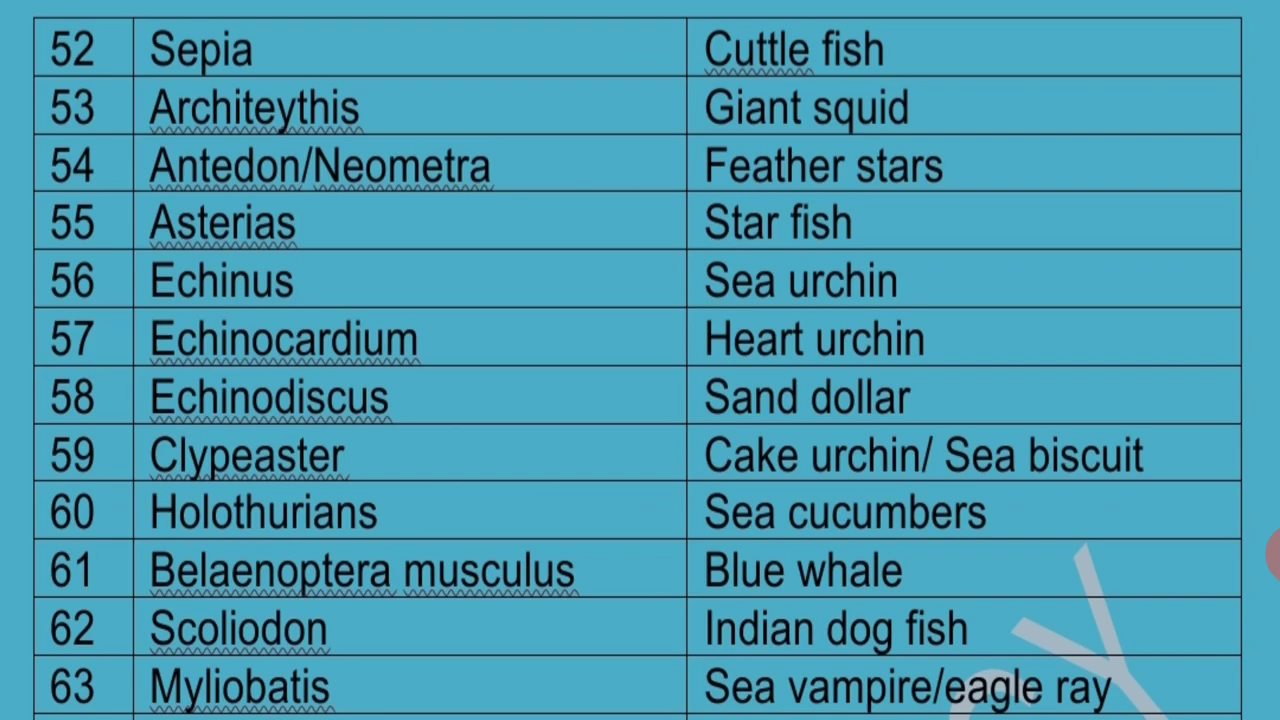 52 Sepia Cuttle fish
53 Architeythis Giant squid
54 Antedon/Neometra Feather stars
55 Asterias Star fish
56 Echinus Sea urchin
57 Echinocardium Heart urchin
58 Echinodiscus Sand dollar
59 Clypeaster Cake urchin/ Sea biscuit
60 Holothurians Sea cucumbers
61 Belaenoptera musculus Blue whale
62 Scoliodon Indian dog fish
63 Myliobatis Sea vampire/eagle ray